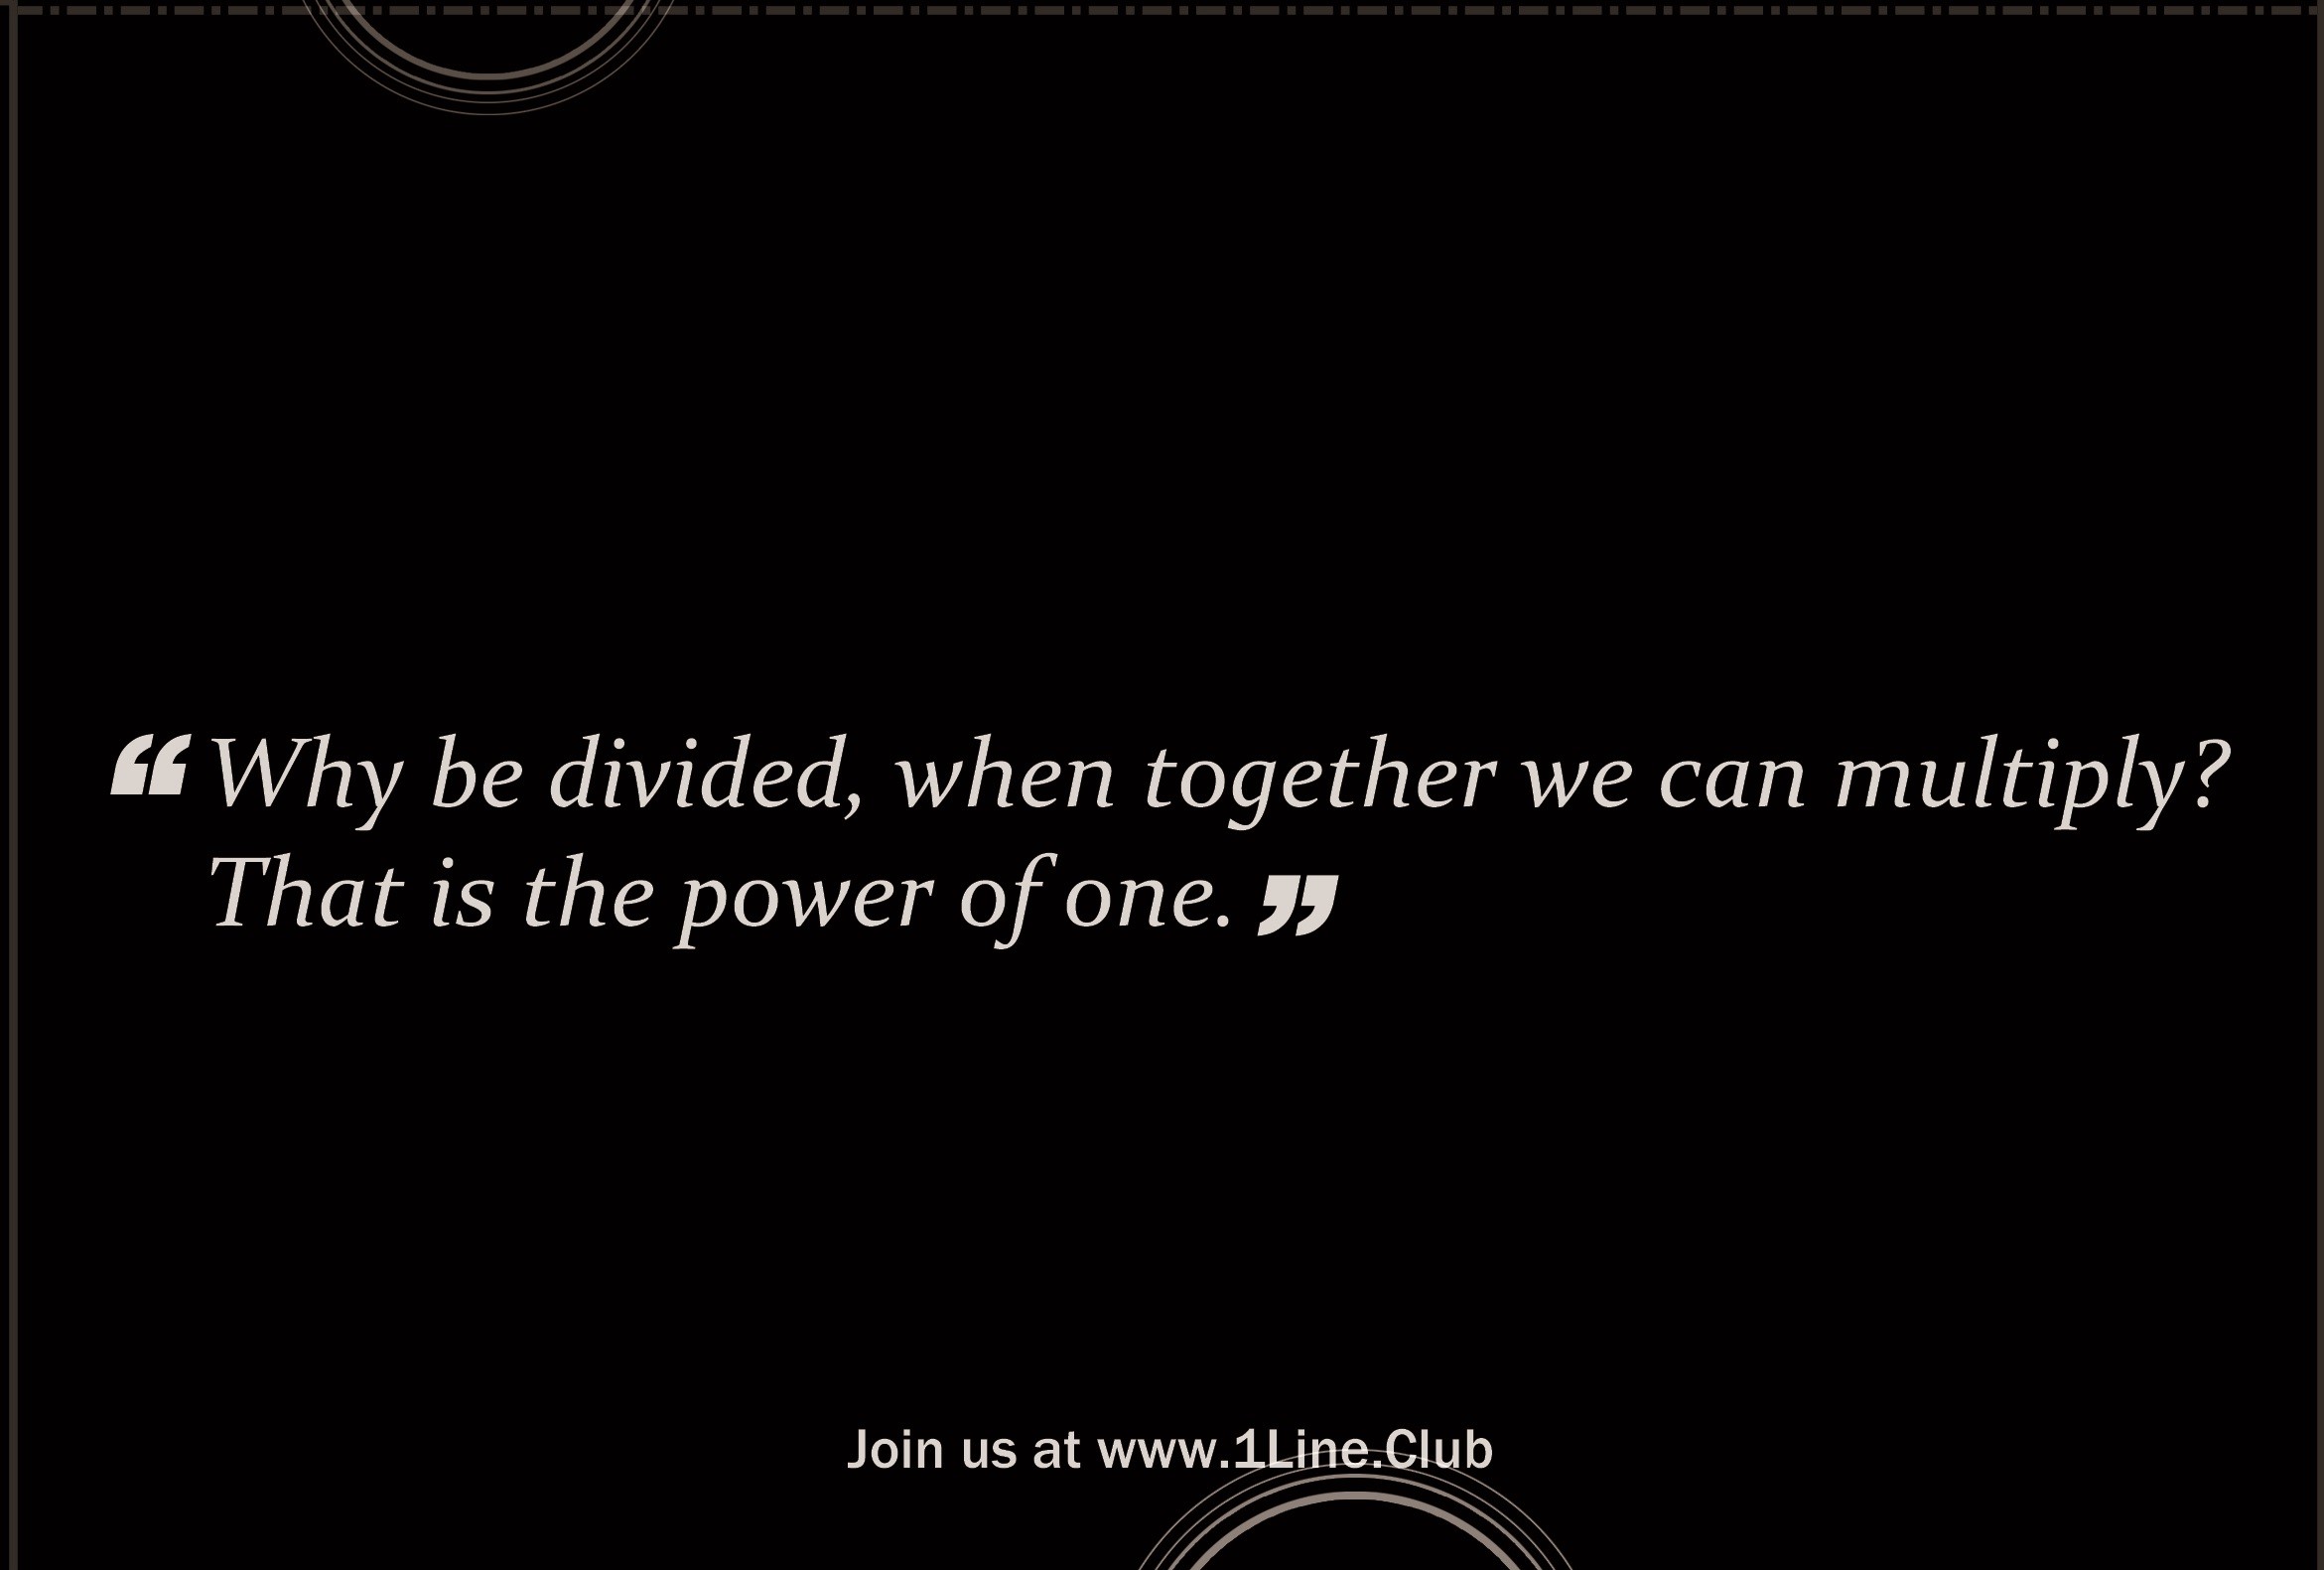 “Why be divided, when together we can multiply?
That is the power of one.”
Join us at www.1Line.Club